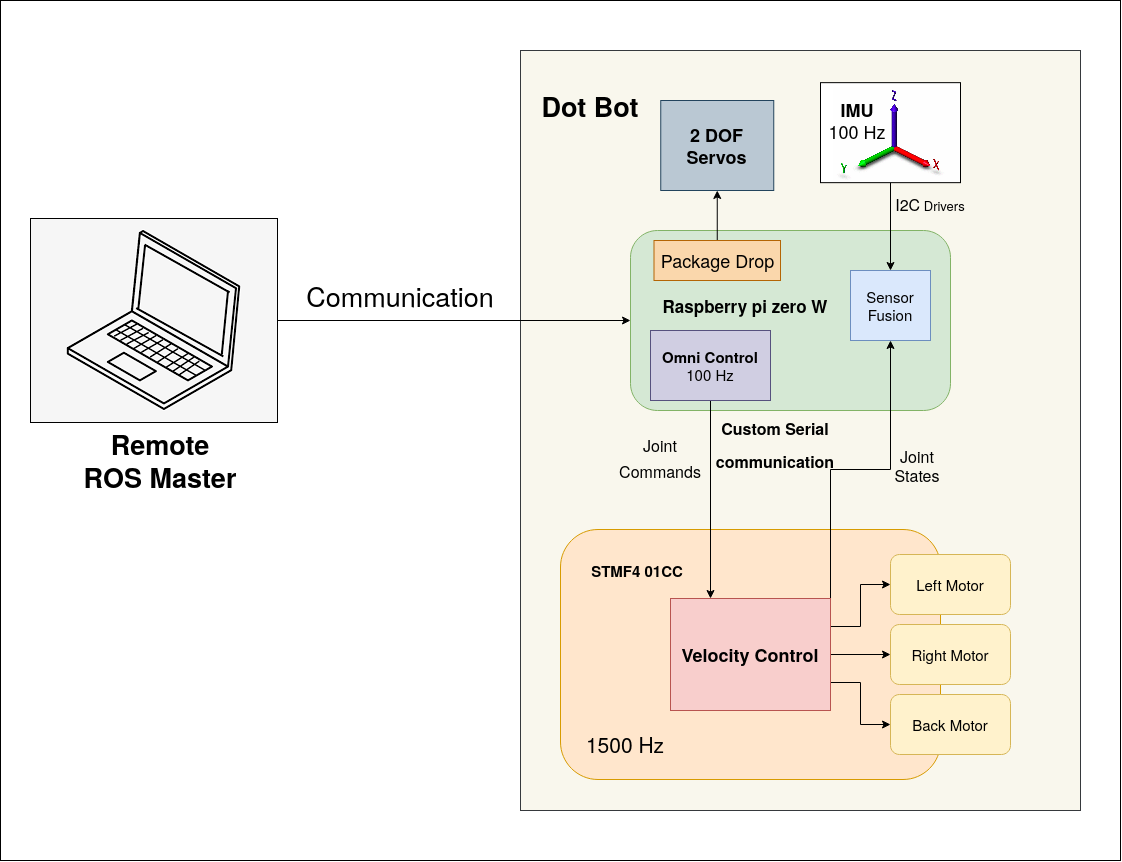 Dot Bot
2 DOF
Servos
IMU
100 Hz
Z
Y
X
I2C Drivers
Package Drop
Raspberry pi zero W
Sensor
Fusion
Omni Control
100 Hz
Communication
Remote
ROS Master
Custom Serial
communication
Joint
Commands
Joint
States
STMF4 01CC
Velocity Control
1500 Hz
Left Motor
Right Motor
Back Motor